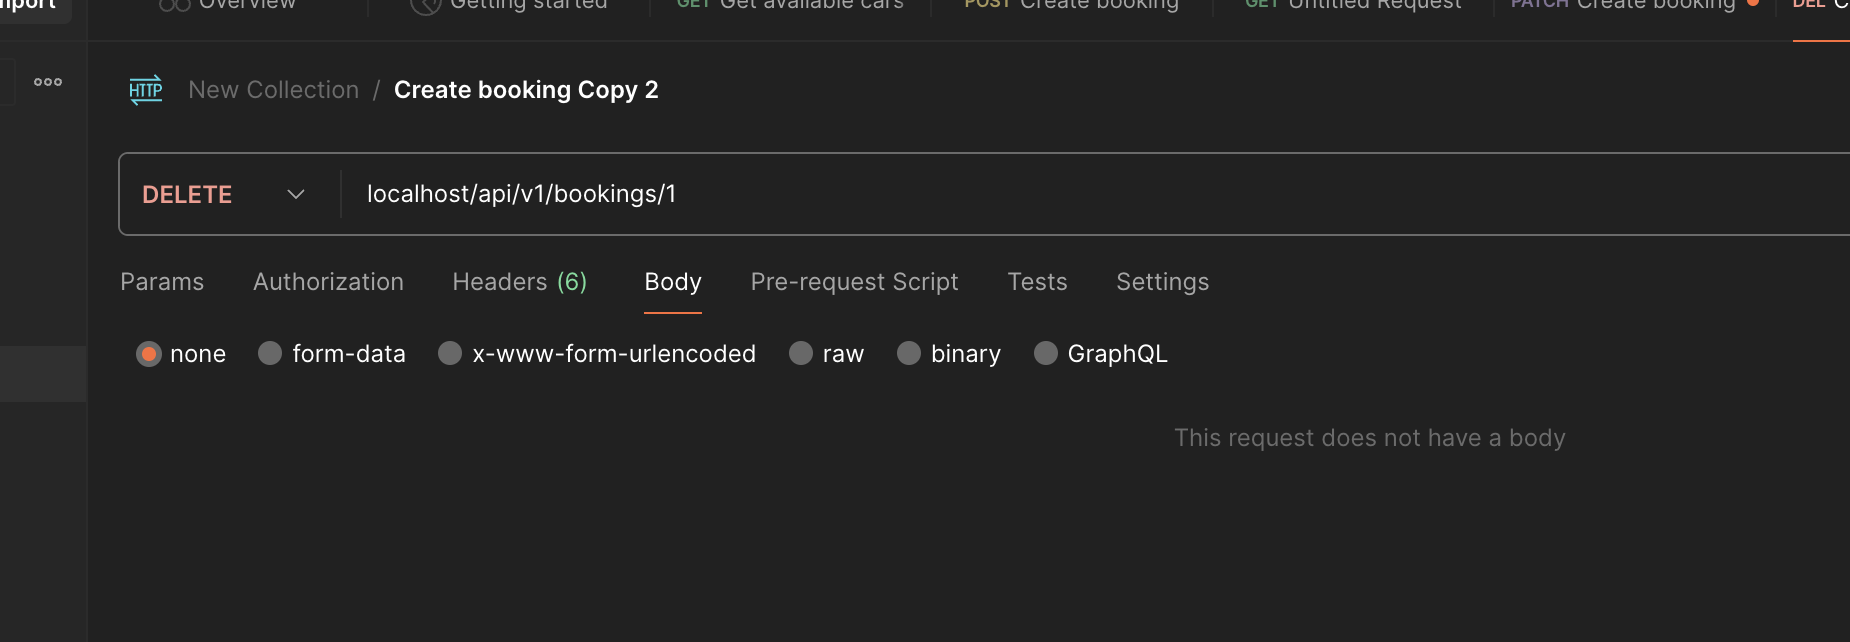 Overview Getting started GET Get available cars POST Create booking GET Untitled Request PATCH Create booking DEL
HTTP New Collection / Create booking Copy 2
DELETE localhost/api/v1/bookings/1
Params Authorization Headers (6) Body Pre-request Script Tests Settings
none form-data x-www-form-urlencoded raw binary GraphQL
This request does not have a body